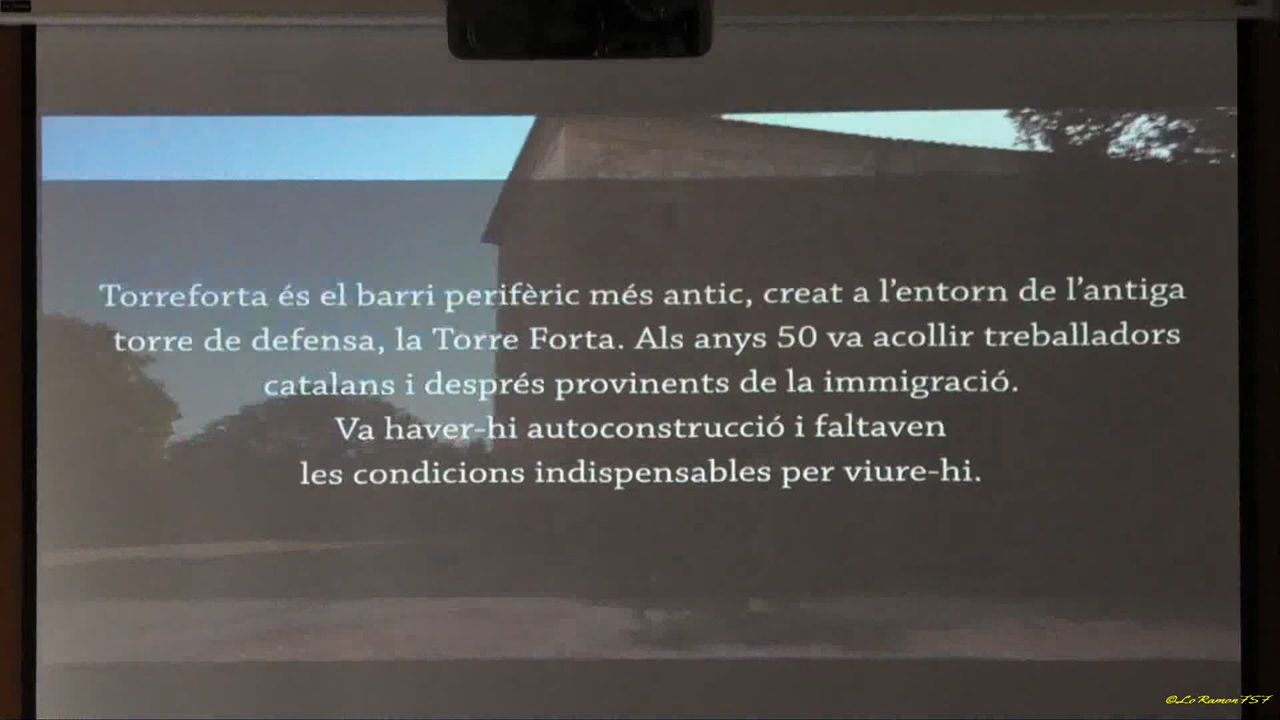 Torreforta és el barri perifèric més antic, creat a l'entorn de l'antiga
torre de defensa, la Torre Forta. Als anys 50 va acollir treballadors
catalans i després provinents de la immigració.
Va haver-hi autoconstrucció i faltaven
les condicions indispensables per viure-hi.
©LoRamon757